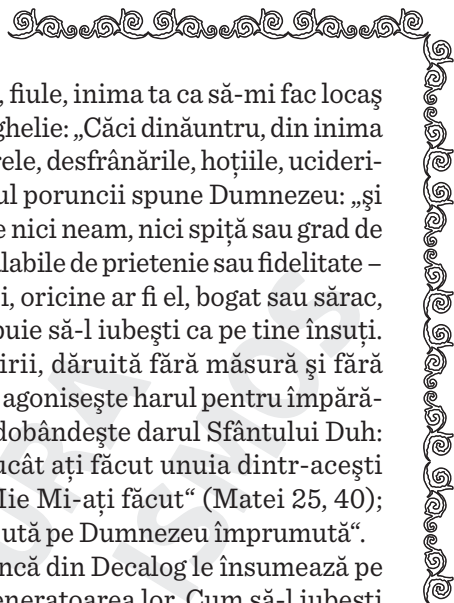 , fiule, inima ta ca să-mi fac locaş
ghelie: „Căci dinăuntru, din inima
rele, desfrânările, hoţiile, ucideri-
ul poruncii spune Dumnezeu: „şi
e nici neam, nici spiţă sau grad de
labile de prietenie sau fidelitate –
i, oricine ar fi el, bogat sau sărac,
buie să-l iubeşti ca pe tine însuţi.
irii, dăruită fără măsură şi fără
agoniseşte harul pentru împără-
dobândeşte darul Sfântului Duh:
ucât aţi făcut unuia dintr-aceşti
Mie Mi-aţi făcut“ (Matei 25, 40);
ută pe Dumnezeu împrumută“.
ncă din Decalog le însumează pe
eneratoarea lor. Cum să-l iubeşti